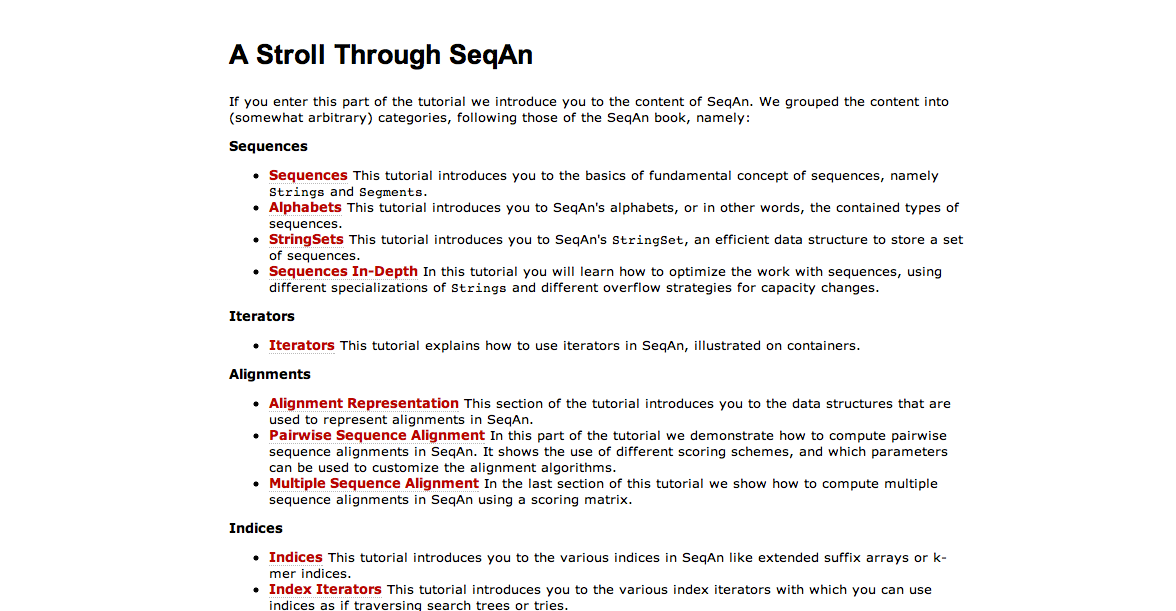 A Stroll Through SeqAn
If you enter this part of the tutorial we introduce you to the content of SeqAn. We grouped the content into
(somewhat arbitrary) categories, following those of the SeqAn book, namely:
Sequences
• Sequences This tutorial introduces you to the basics of fundamental concept of sequences, namely
Strings and Segments.
• Alphabets This tutorial introduces you to SeqAn's alphabets, or in other words, the contained types of
sequences.
• StringSets This tutorial introduces you to SeqAn's StringSet, an efficient data structure to store a set
of sequences.
• Sequences In-Depth In this tutorial you will learn how to optimize the work with sequences, using
different specializations of Strings and different overflow strategies for capacity changes.
Iterators
• Iterators This tutorial explains how to use iterators in SeqAn, illustrated on containers.
Alignments
• Alignment Representation This section of the tutorial introduces you to the data structures that are
used to represent alignments in SeqAn.
• Pairwise Sequence Alignment In this part of the tutorial we demonstrate how to compute pairwise
sequence alignments in SeqAn. It shows the use of different scoring schemes, and which parameters
can be used to customize the alignment algorithms.
• Multiple Sequence Alignment In the last section of this tutorial we show how to compute multiple
sequence alignments in SeqAn using a scoring matrix.
Indices
• Indices This tutorial introduces you to the various indices in SeqAn like extended suffix arrays or k-
mer indices.
• Index Iterators This tutorial introduces you to the various index iterators with which you can use
indices as if traversing search trees or tries.